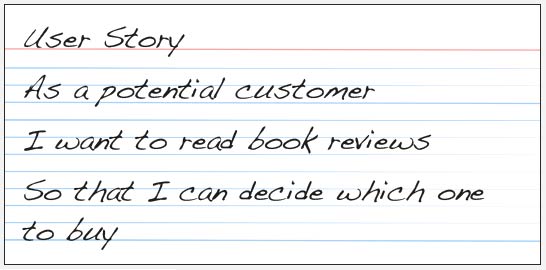 User Story
As a potential customer
I want to read book reviews
So that I can decide which one
to buy